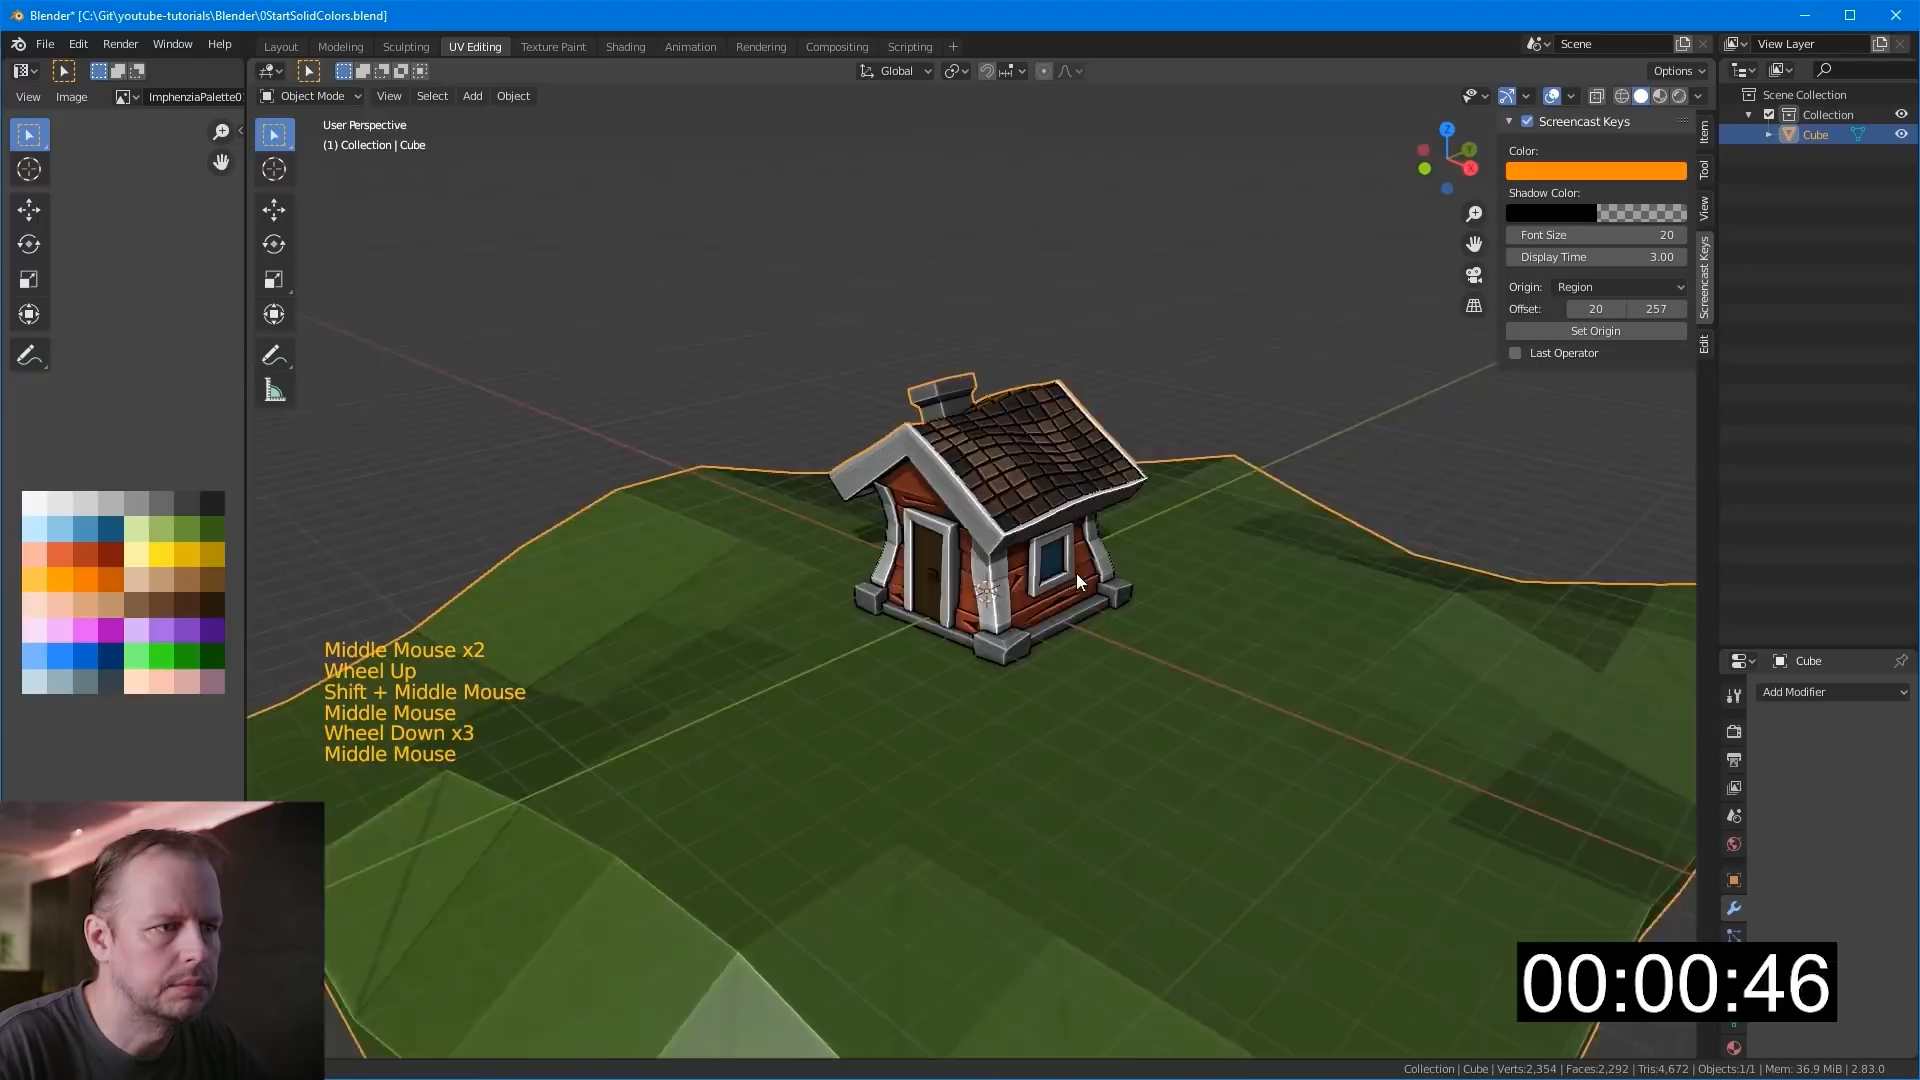 Blender* [C:\Git\youtube-tutorials\Blender\0StartSolidColors.blend]
File Edit Render Window Help
Layout Modeling Sculpting UV Editing Texture Paint Shading Animation Rendering Compositing Scripting +
Scene
View Layer
Global
Options
View Image
ImphenziaPalette0
Object Mode View Select Add Object
User Perspective
(1) Collection | Cube
Z
Y
X
Screencast Keys
Color:
Shadow Color:
Font Size 20
Display Time 3.00
Origin: Region
Offset: 20 257
Set Origin
Last Operator
Item
Tool
View
Screencast Keys
Edit
Scene Collection
Collection
Cube
Middle Mouse x2
Wheel Up
Shift + Middle Mouse
Middle Mouse
Wheel Down x3
Middle Mouse
Cube
Add Modifier
00:00:46
Collection | Cube | Verts:2,354 | Faces:2,292 | Tris:4,672 | Objects:1/1 | Mem: 36.9 MiB | 2.83.0